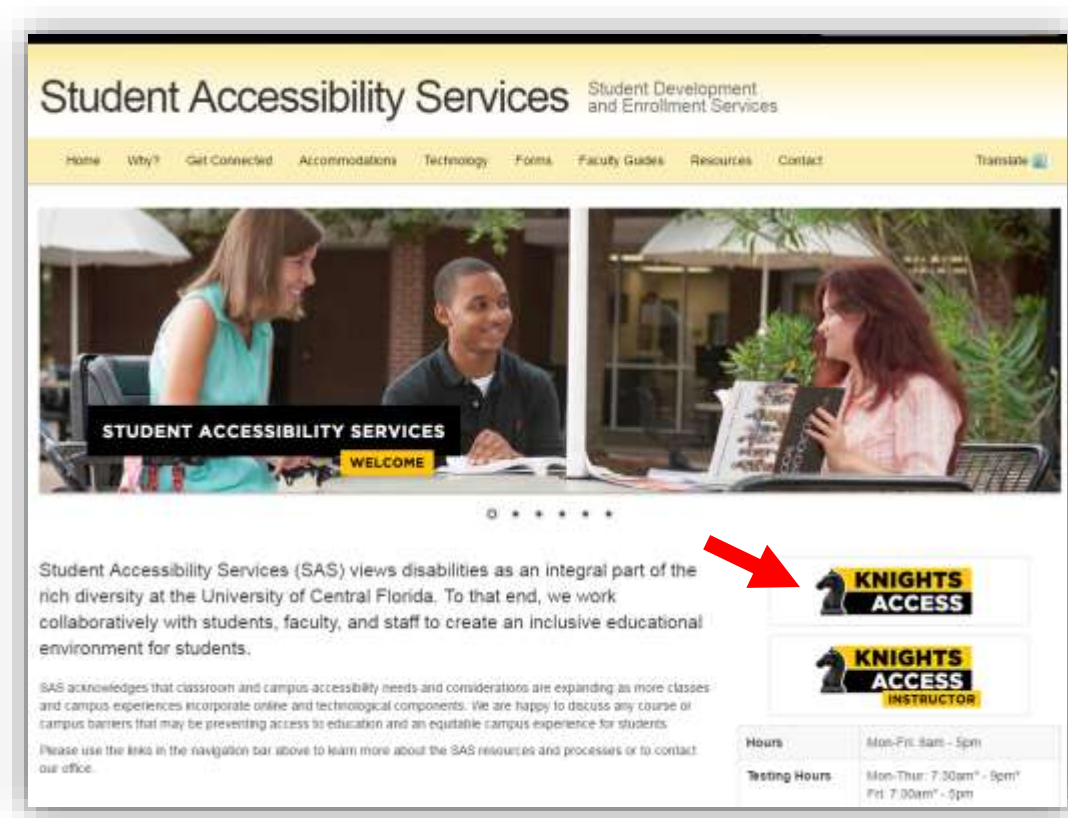 Student Accessibility Services
Student Development
and Enrollment Services
Home Why? Get Connected Accommodations Technology Forms Faculty Guides Resources Contact Translate
STUDENT ACCESSIBILITY SERVICES
WELCOME
Student Accessibility Services (SAS) views disabilities as an integral part of the
rich diversity at the University of Central Florida. To that end, we work
collaboratively with students, faculty, and staff to create an inclusive educational
environment for students.
SAS acknowledges that classroom and campus accessibility needs and considerations are expanding as more classes
and campus experiences incorporate online and technological components. We are happy to discuss any course or
campus barriers that may be preventing access to education and an equitable campus experience for students.
Please use the links in the navigation bar above to learn more about the SAS resources and processes or to contact
our office.
KNIGHTS
ACCESS
KNIGHTS
ACCESS
INSTRUCTOR
Hours Mon-Fri: 8am - 5pm
Testing Hours Mon-Thur: 7:30am* - 9pm*
Fri: 7:30am* - 5pm